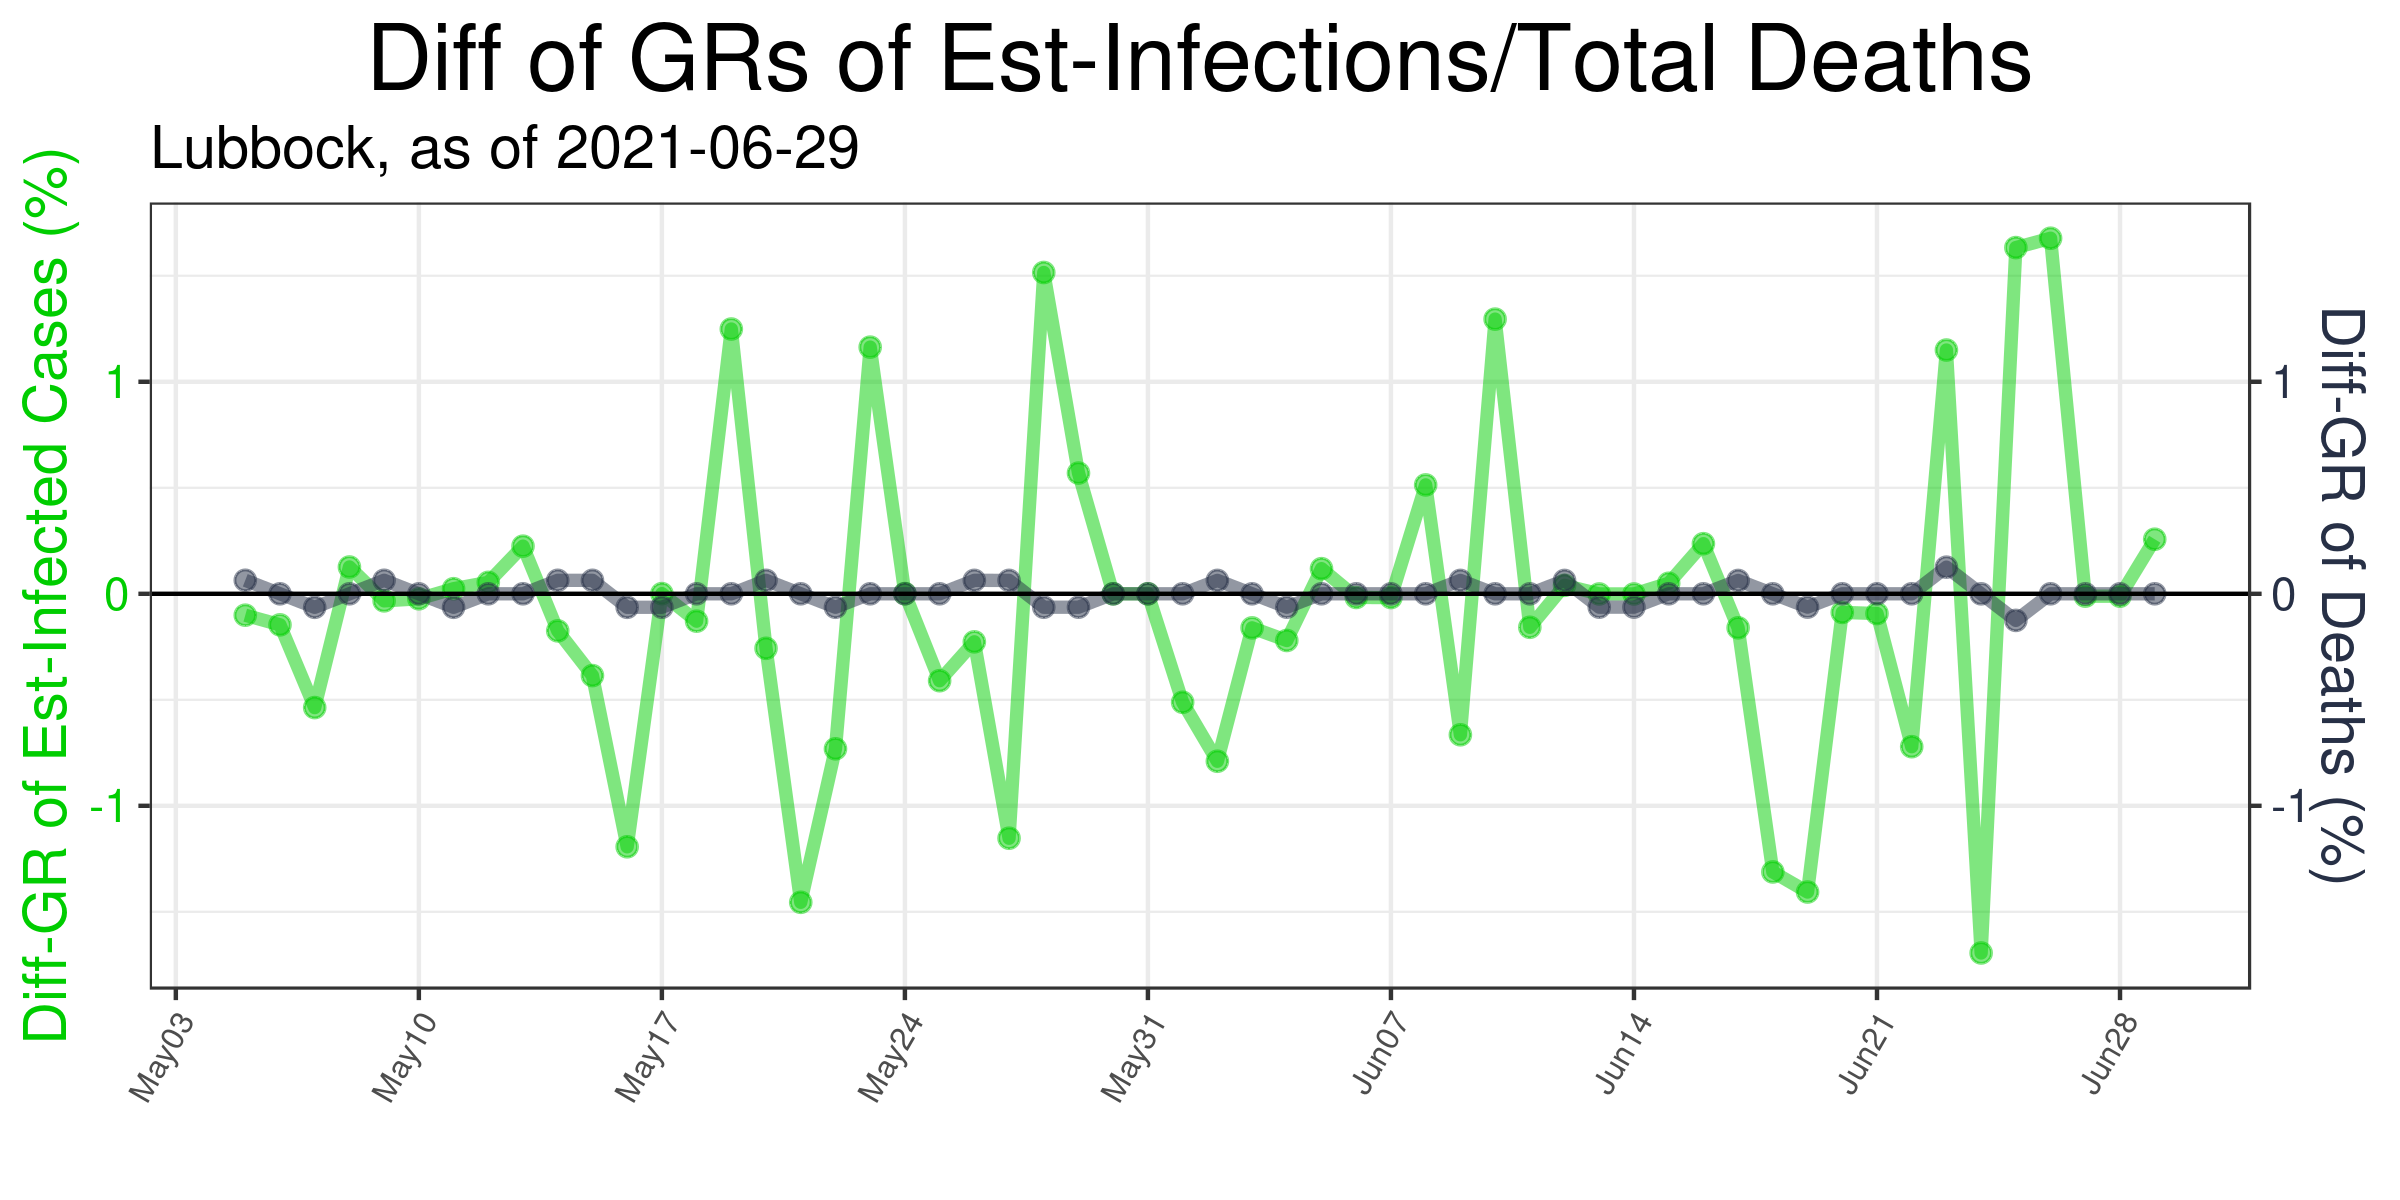 Diff of GRs of Est-Infections/Total Deaths
Lubbock, as of 2021-06-29
Diff-GR of Est-Infected Cases (%)
1
0
-1
1
0
-1
Diff-GR of Deaths (%)
May03
May10
May17
May24
May31
Jun07
Jun14
Jun21
Jun28